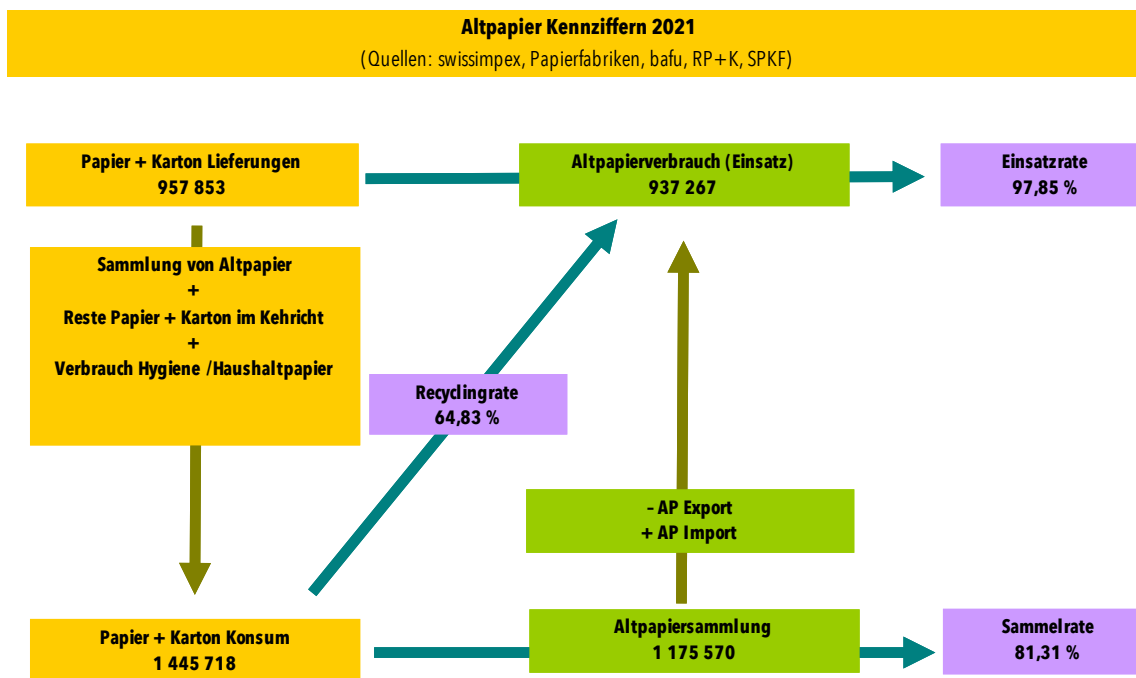 Altpapier Kennziffern 2021
(Quellen: swissimpex, Papierfabriken, bafu, RP+K, SPKF)
Papier + Karton Lieferungen
957 853
Altpapierverbrauch (Einsatz)
937 267
Einsatzrate
97,85 %
Sammlung von Altpapier
+
Reste Papier + Karton im Kehricht
+
Verbrauch Hygiene /Haushaltpapier
Recyclingrate
64,83 %
– AP Export
+ AP Import
Papier + Karton Konsum
1 445 718
Altpapiersammlung
1 175 570
Sammelrate
81,31 %